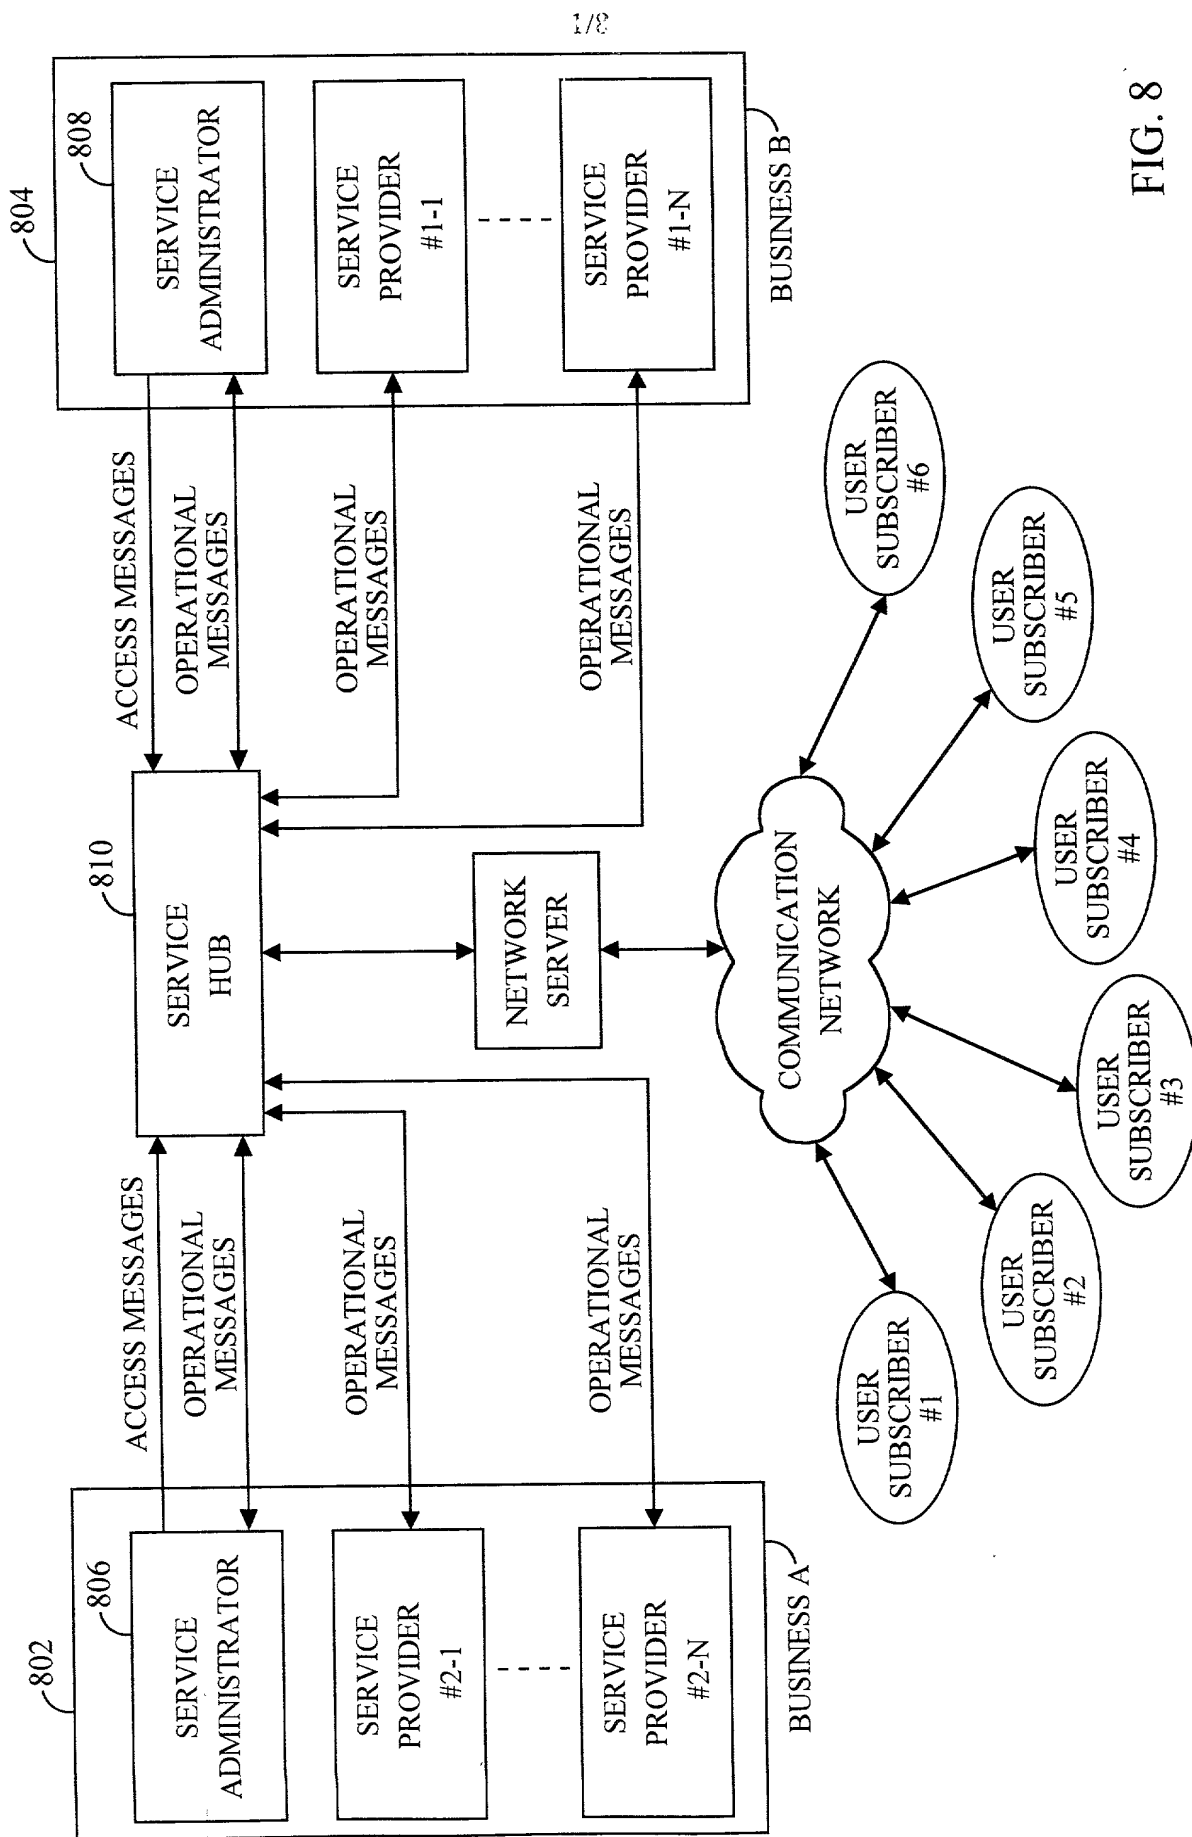 1/8
802
806
SERVICE
ADMINISTRATOR
SERVICE
PROVIDER
#2-1
SERVICE
PROVIDER
#2-N
BUSINESS A
ACCESS MESSAGES
OPERATIONAL
MESSAGES
OPERATIONAL
MESSAGES
OPERATIONAL
MESSAGES
810
SERVICE
HUB
NETWORK
SERVER
COMMUNICATION
NETWORK
ACCESS MESSAGES
OPERATIONAL
MESSAGES
OPERATIONAL
MESSAGES
OPERATIONAL
MESSAGES
804
808
SERVICE
ADMINISTRATOR
SERVICE
PROVIDER
#1-1
SERVICE
PROVIDER
#1-N
BUSINESS B
USER
SUBSCRIBER
#1
USER
SUBSCRIBER
#2
USER
SUBSCRIBER
#3
USER
SUBSCRIBER
#4
USER
SUBSCRIBER
#5
USER
SUBSCRIBER
#6
FIG. 8